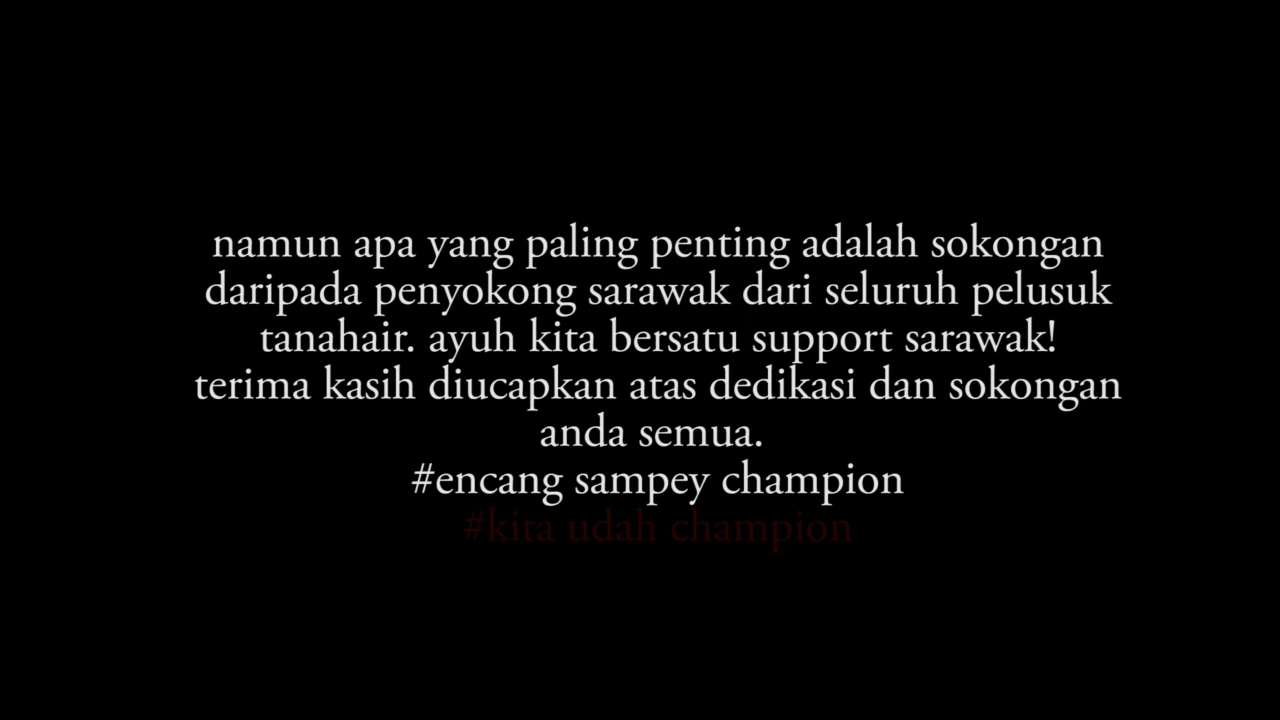 namun apa yang paling penting adalah sokongan
daripada penyokong sarawak dari seluruh pelusuk
tanahair. ayuh kita bersatu support sarawak!
terima kasih diucapkan atas dedikasi dan sokongan
anda semua.
#encang sampey champion
#kita udah champion